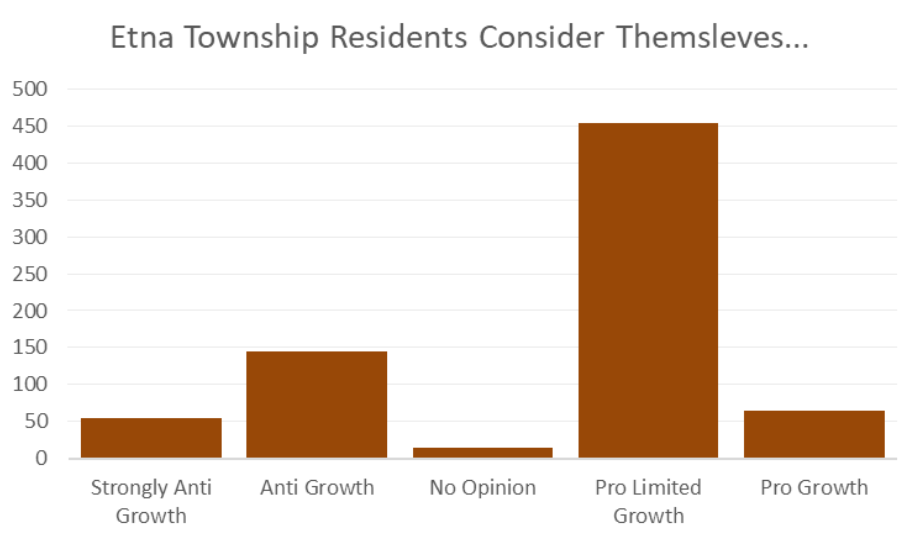 Etna Township Residents Consider Themsleves...
500
450
400
350
300
250
200
150
100
50
0
Strongly Anti
Growth
Anti Growth
No Opinion
Pro Limited
Growth
Pro Growth